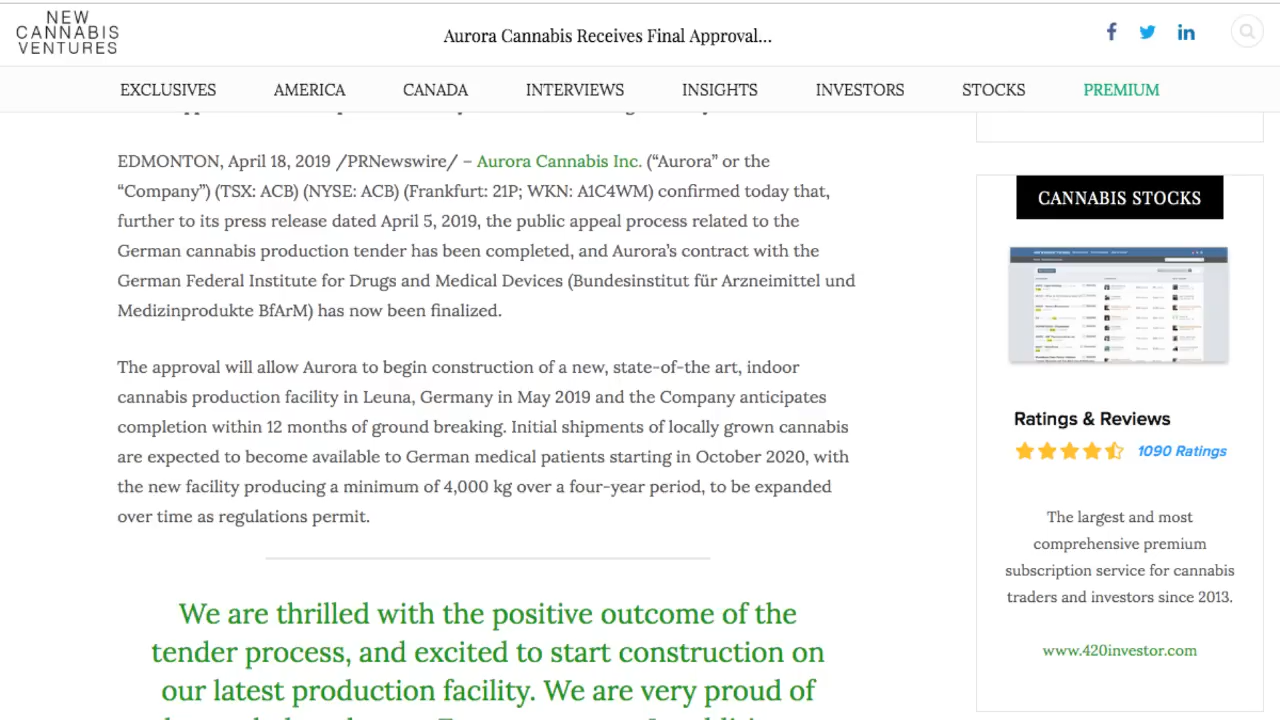 NEW
CANNABIS
VENTURES
Aurora Cannabis Receives Final Approval...
EXCLUSIVES AMERICA CANADA INTERVIEWS INSIGHTS INVESTORS STOCKS PREMIUM
EDMONTON, April 18, 2019 /PRNewswire/ – Aurora Cannabis Inc. (“Aurora” or the
“Company”) (TSX: ACB) (NYSE: ACB) (Frankfurt: 21P; WKN: A1C4WM) confirmed today that,
further to its press release dated April 5, 2019, the public appeal process related to the
German cannabis production tender has been completed, and Aurora’s contract with the
German Federal Institute for Drugs and Medical Devices (Bundesinstitut für Arzneimittel und
Medizinprodukte BfArM) has now been finalized.
The approval will allow Aurora to begin construction of a new, state-of-the art, indoor
cannabis production facility in Leuna, Germany in May 2019 and the Company anticipates
completion within 12 months of ground breaking. Initial shipments of locally grown cannabis
are expected to become available to German medical patients starting in October 2020, with
the new facility producing a minimum of 4,000 kg over a four-year period, to be expanded
over time as regulations permit.
We are thrilled with the positive outcome of the
tender process, and excited to start construction on
our latest production facility. We are very proud of
CANNABIS STOCKS
Ratings & Reviews
1090 Ratings
The largest and most
comprehensive premium
subscription service for cannabis
traders and investors since 2013.
www.420investor.com